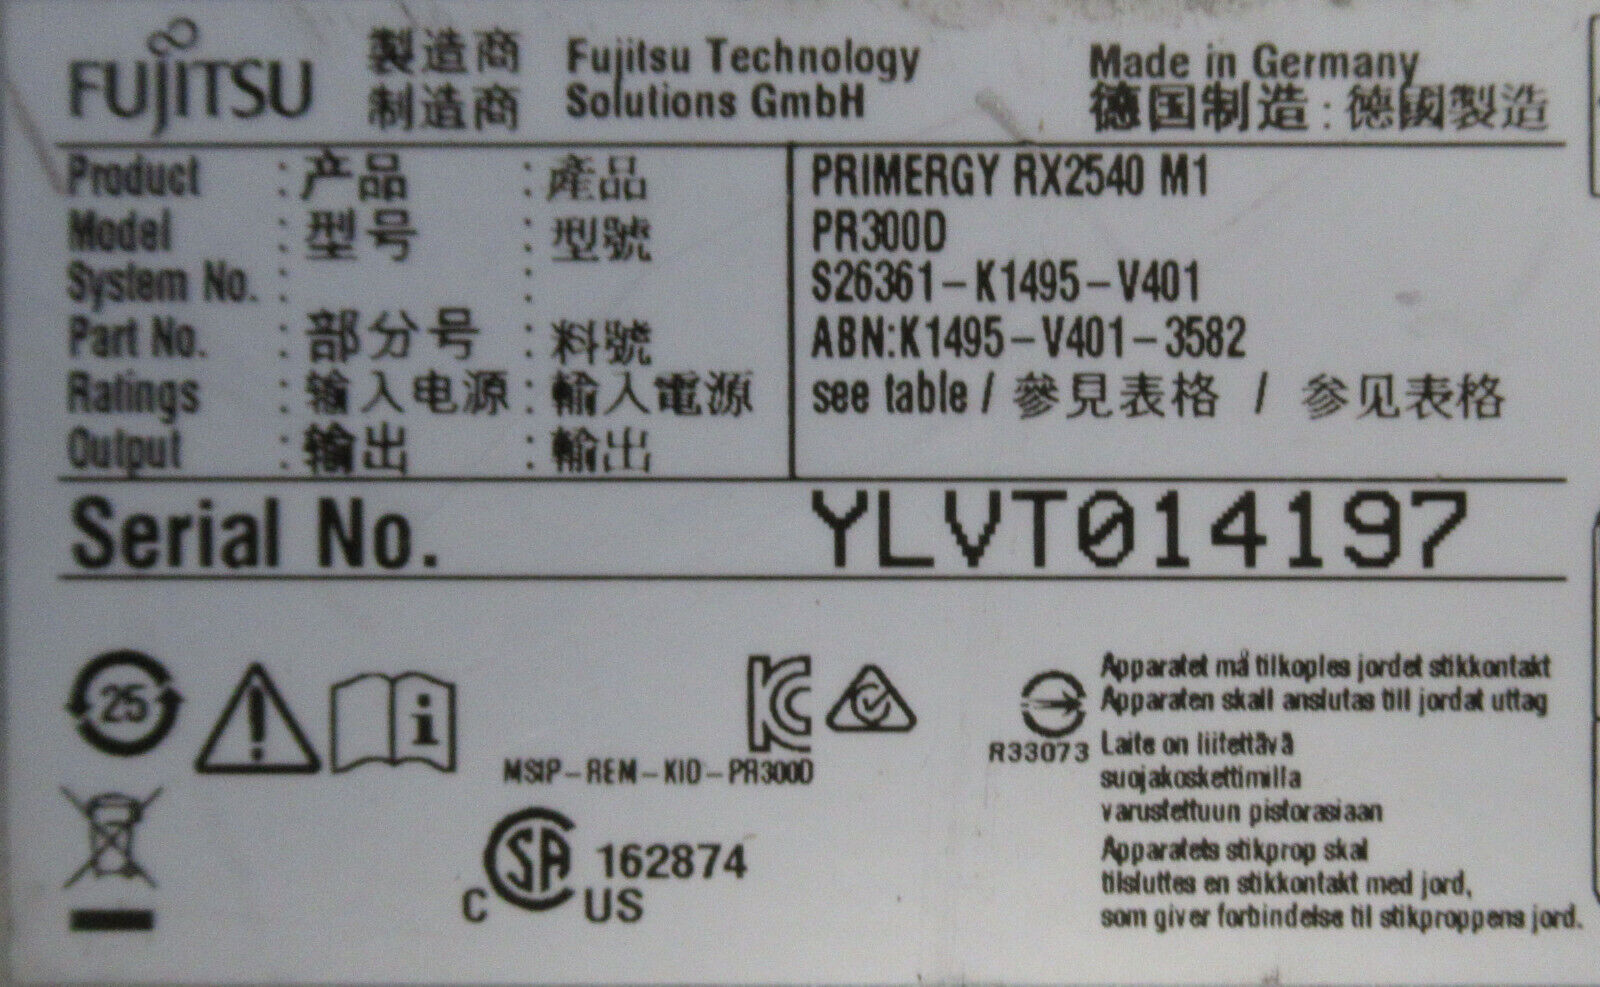 FUJITSU 製造商 Fujitsu Technology Made in Germany
制造商 Solutions GmbH 德国制造 : 德國製造
Product : 产品 : 產品 PRIMERGY RX2540 M1
Model : 型号 : 型號 PR300D
System No. : : S26361-K1495-V401
Part No. : 部分号 : 料號 ABN:K1495-V401-3582
Ratings : 输入电源 : 輸入電源 see table / 參見表格 / 参见表格
Output : 输出 : 輸出
Serial No. YLVT014197
25
i
MSIP-REM-KIO-PR300D
SA 162874
C US
R33073
Apparatet må tilkoples jordet stikkontakt
Apparaten skall anslutas till jordat uttag
Laite on liitettävä
suojakoskettimilla
varustettuun pistorasiaan
Apparatets stikprop skal
tilsluttes en stikkontakt med jord,
som giver forbindelse til stikproppens jord.